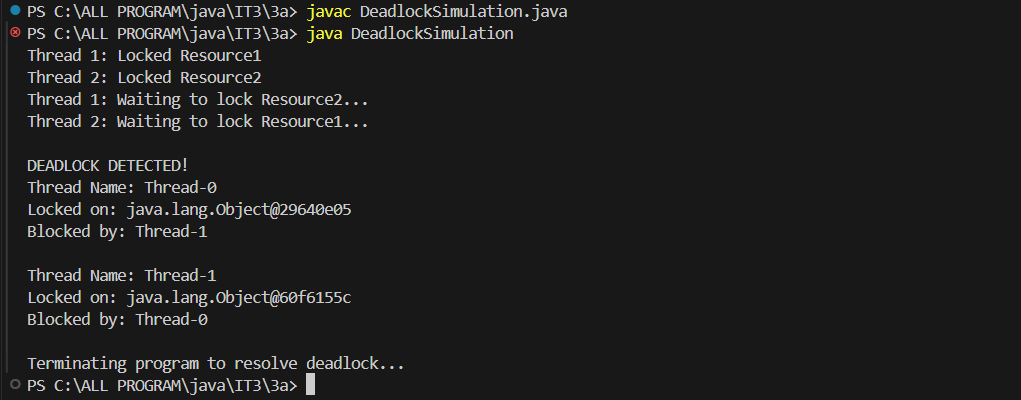 PS C:\ALL PROGRAM\java\IT3\3a> javac DeadlockSimulation.java
PS C:\ALL PROGRAM\java\IT3\3a> java DeadlockSimulation
Thread 1: Locked Resource1
Thread 2: Locked Resource2
Thread 1: Waiting to lock Resource2...
Thread 2: Waiting to lock Resource1...
DEADLOCK DETECTED!
Thread Name: Thread-0
Locked on: java.lang.Object@29640e05
Blocked by: Thread-1
Thread Name: Thread-1
Locked on: java.lang.Object@60f6155c
Blocked by: Thread-0
Terminating program to resolve deadlock...
PS C:\ALL PROGRAM\java\IT3\3a>